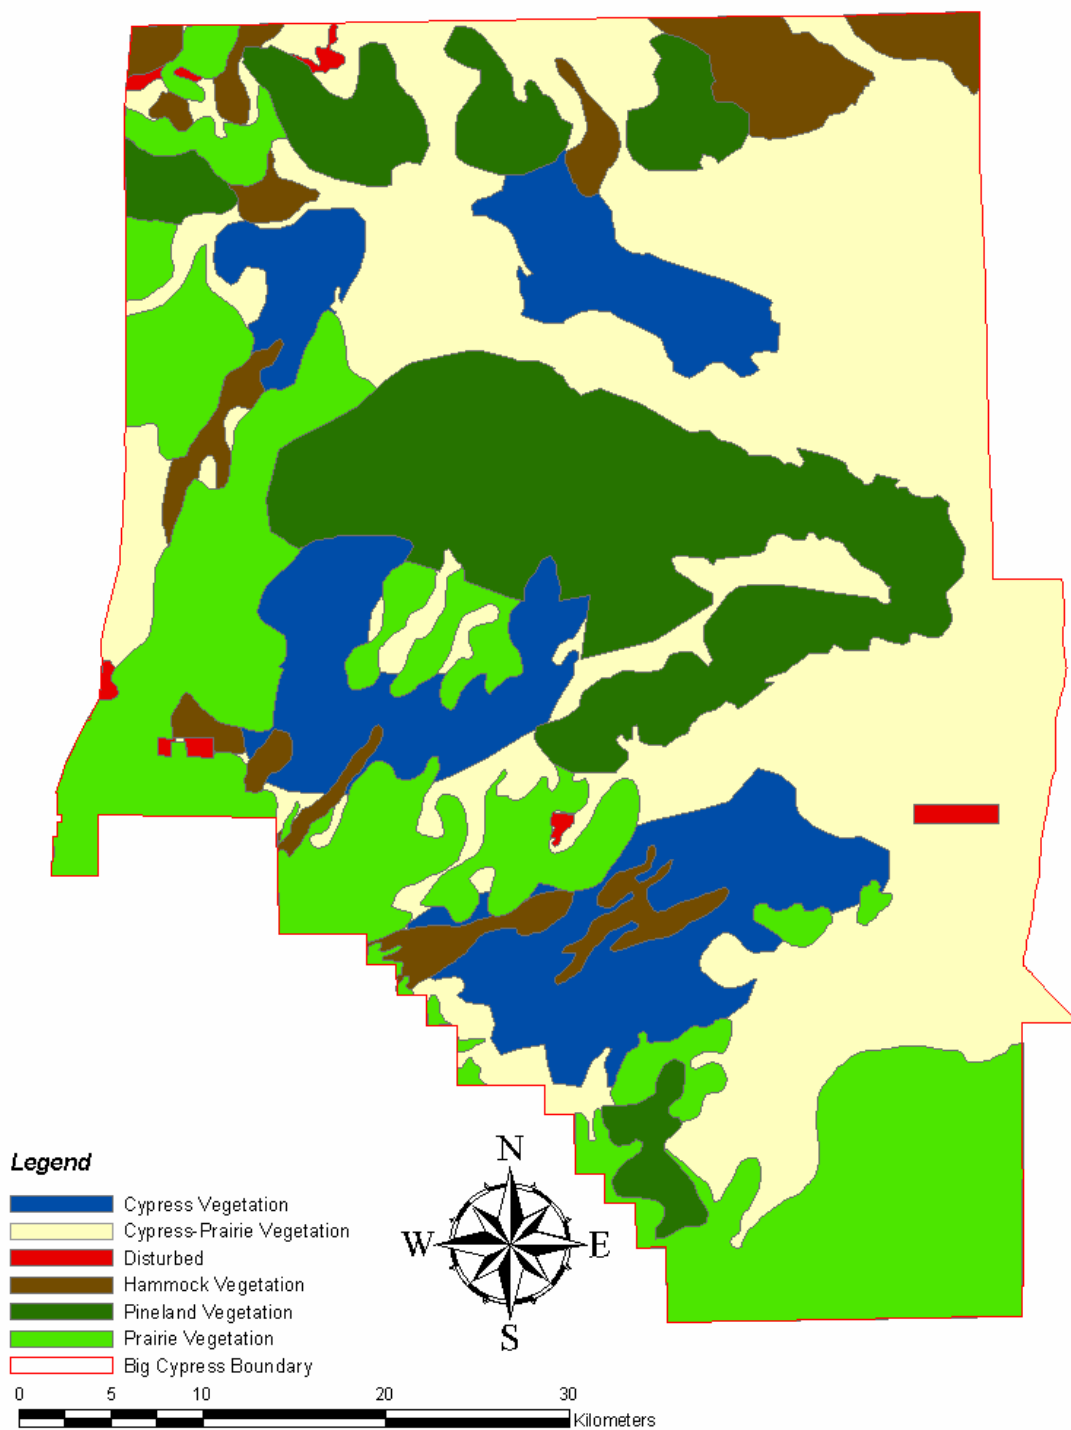 Legend
Cypress Vegetation
Cypress-Prairie Vegetation
Disturbed
Hammock Vegetation
Pineland Vegetation
Prairie Vegetation
Big Cypress Boundary
N
W E
S
0 5 10 20 30
Kilometers